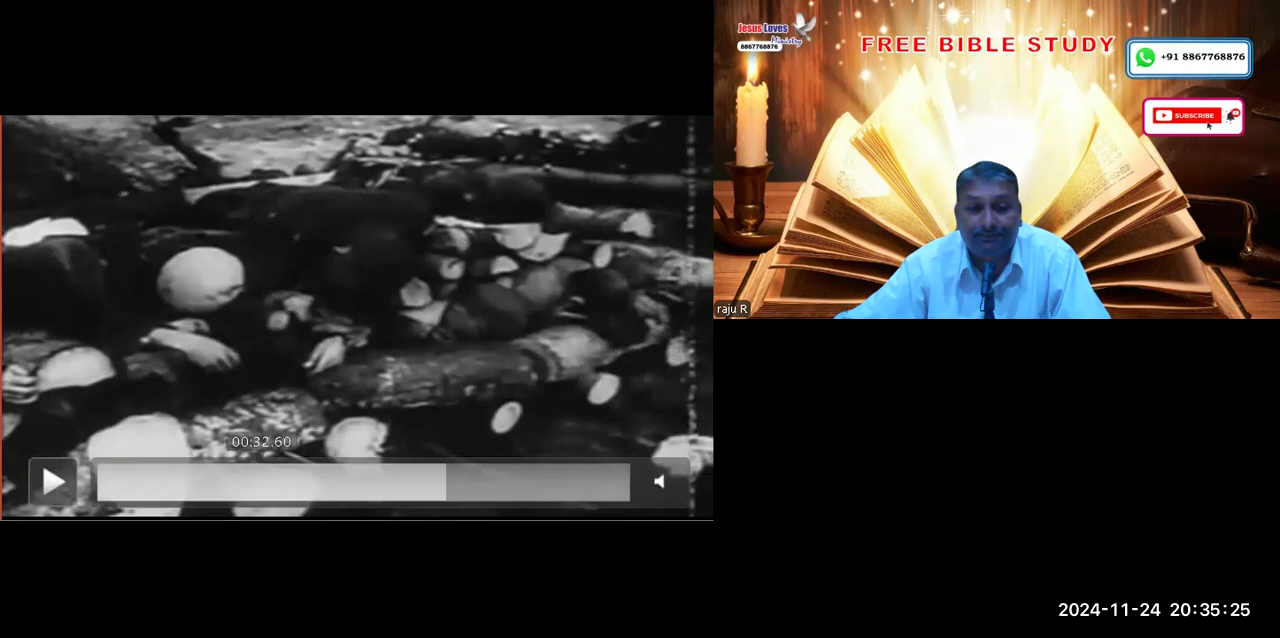 Jesus Loves
Ministry
8867768876
FREE BIBLE STUDY
+91 8867768876
SUBSCRIBE
raju R
00:32.60
2024-11-24 20:35:25